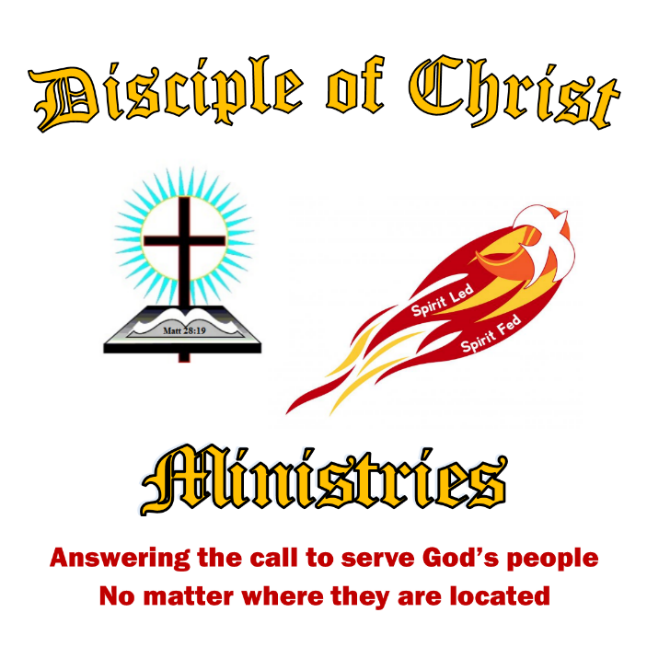 Disciple of Christ
Matt 28:19
Spirit Led
Spirit Fed
Ministries
Answering the call to serve God's people
No matter where they are located